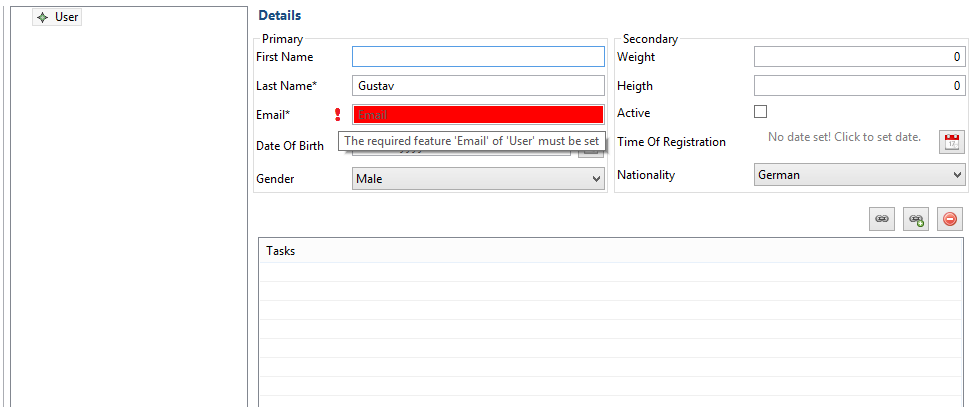 User
Details
Primary
First Name
Last Name* Gustav
Email* Email
The required feature 'Email' of 'User' must be set
Date Of Birth
Gender Male
Secondary
Weight 0
Heigth 0
Active
Time Of Registration No date set! Click to set date.
Nationality German
Tasks